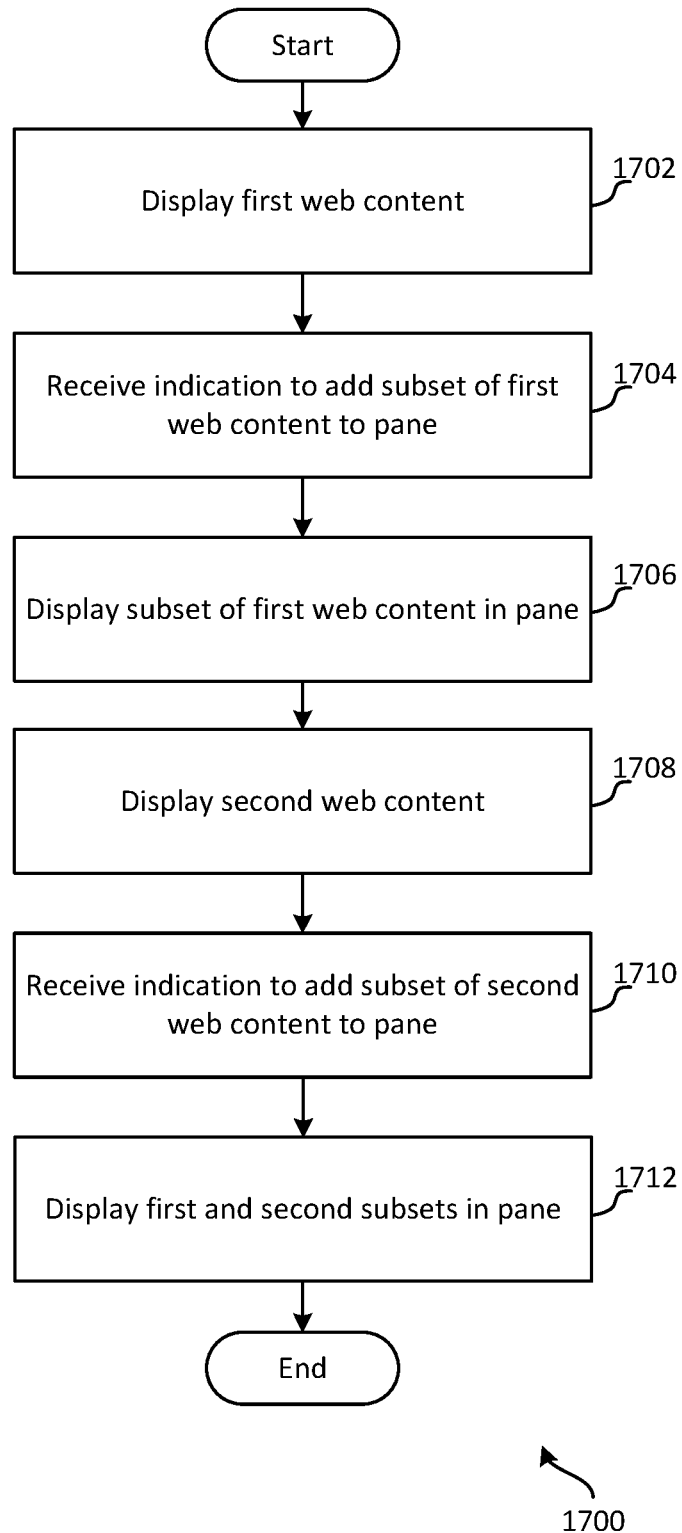 Start
Display first web content
1702
Receive indication to add subset of first
web content to pane
1704
Display subset of first web content in pane
1706
Display second web content
1708
Receive indication to add subset of second
web content to pane
1710
Display first and second subsets in pane
1712
End
1700